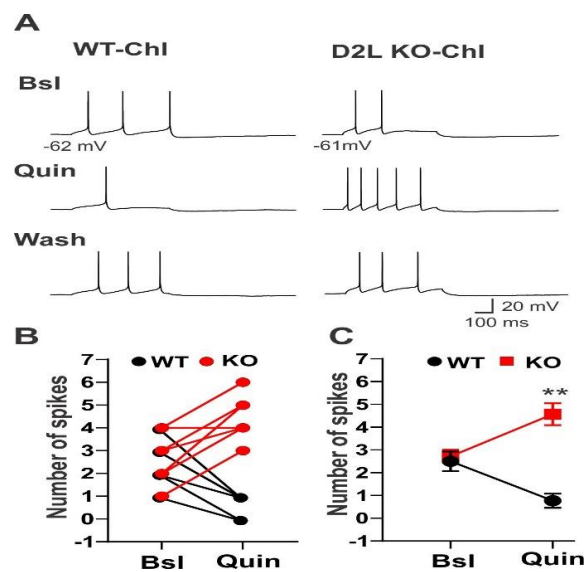 A
WT-ChI
D2L KO-ChI
Bsl
-62 mV
-61mV
Quin
Wash
20 mV
100 ms
B
7
6
5
4
3
2
1
0
-1
Number of spikes
WT
KO
Bsl
Quin
C
7
6
5
4
3
2
1
0
-1
Number of spikes
WT
KO
**
Bsl
Quin